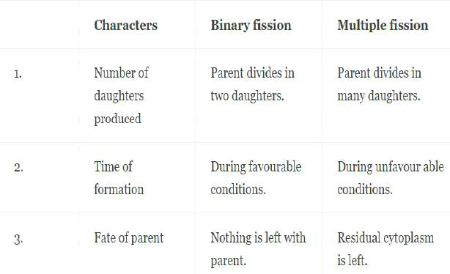 Characters Binary fission Multiple fission
1. Number of Parent divides in Parent divides in
daughters two daughters. many daughters.
produced
2. Time of During favourable During unfavour able
formation conditions. conditions.
3. Fate of parent Nothing is left with Residual cytoplasm
parent. is left.